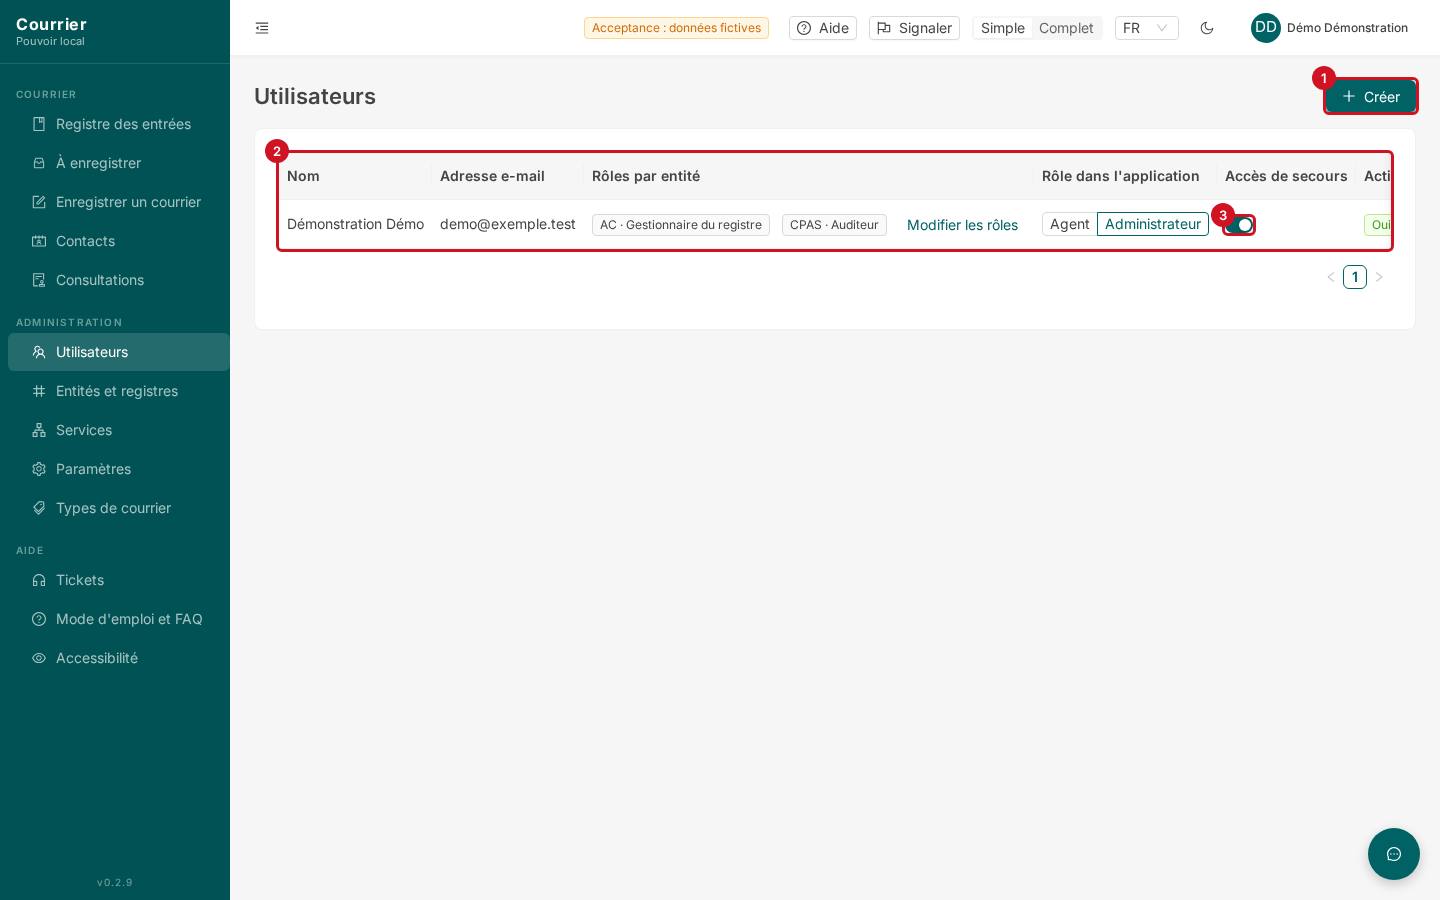 Courrier
Pouvoir local
Acceptance : données fictives
Aide
Signaler
Simple
Complet
FR
DD
Démo Démonstration
COURRIER
Registre des entrées
À enregistrer
Enregistrer un courrier
Contacts
Consultations
ADMINISTRATION
Utilisateurs
Entités et registres
Services
Paramètres
Types de courrier
AIDE
Tickets
Mode d'emploi et FAQ
Accessibilité
v0.2.9
Utilisateurs
1
Créer
2
Nom
Adresse e-mail
Rôles par entité
Rôle dans l'application
Accès de secours
Acti
Démonstration Démo
demo@exemple.test
AC · Gestionnaire du registre
CPAS · Auditeur
Modifier les rôles
Agent
Administrateur
3
Oui
1